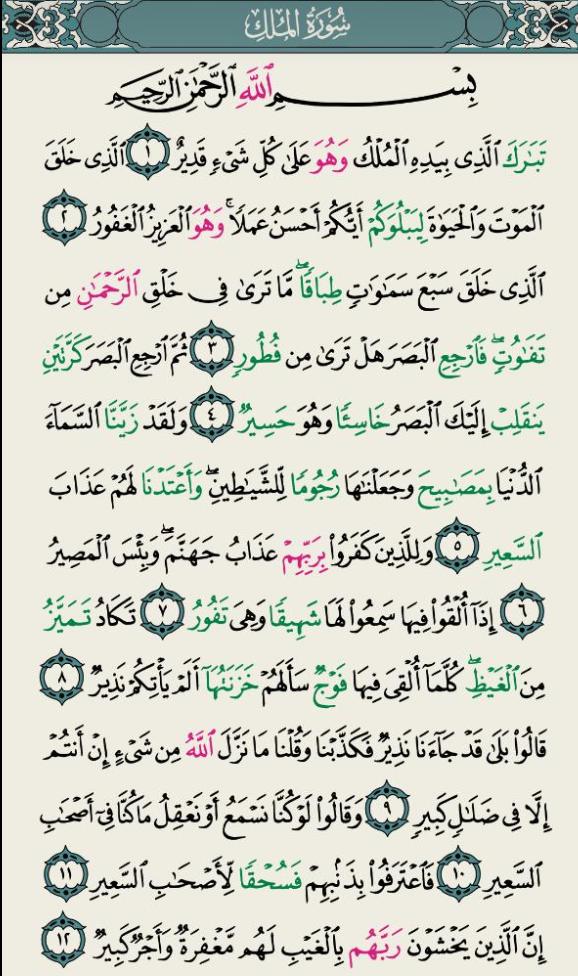 سُورَةُ المُلْكِ
بِسْمِ ٱللَّهِ ٱلرَّحْمَٰنِ ٱلرَّحِيمِ
تَبَٰرَكَ ٱلَّذِى بِيَدِهِ ٱلْمُلْكُ وَهُوَ عَلَىٰ كُلِّ شَىْءٍ قَدِيرٌ ١ ٱلَّذِى خَلَقَ
ٱلْمَوْتَ وَٱلْحَيَوٰةَ لِيَبْلُوَكُمْ أَيُّكُمْ أَحْسَنُ عَمَلًا ۚ وَهُوَ ٱلْعَزِيزُ ٱلْغَفُورُ ٢
ٱلَّذِى خَلَقَ سَبْعَ سَمَٰوَٰتٍ طِبَاقًا ۖ مَّا تَرَىٰ فِى خَلْقِ ٱلرَّحْمَٰنِ مِن
تَفَٰوُتٍ ۖ فَٱرْجِعِ ٱلْبَصَرَ هَلْ تَرَىٰ مِن فُطُورٍ ٣ ثُمَّ ٱرْجِعِ ٱلْبَصَرَ كَرَّتَيْنِ
يَنقَلِبْ إِلَيْكَ ٱلْبَصَرُ خَاسِئًا وَهُوَ حَسِيرٌ ٤ وَلَقَدْ زَيَّنَّا ٱلسَّمَآءَ
ٱلدُّنْيَا بِمَصَٰبِيحَ وَجَعَلْنَٰهَا رُجُومًا لِّلشَّيَٰطِينِ ۖ وَأَعْتَدْنَا لَهُمْ عَذَابَ
ٱلسَّعِيرِ ٥ وَلِلَّذِينَ كَفَرُوا۟ بِرَبِّهِمْ عَذَابُ جَهَنَّمَ ۖ وَبِئْسَ ٱلْمَصِيرُ
٦ إِذَآ أُلْقُوا۟ فِيهَا سَمِعُوا۟ لَهَا شَهِيقًا وَهِىَ تَفُورُ ٧ تَكَادُ تَمَيَّزُ
مِنَ ٱلْغَيْظِ ۖ كُلَّمَآ أُلْقِىَ فِيهَا فَوْجٌ سَأَلَهُمْ خَزَنَتُهَآ أَلَمْ يَأْتِكُمْ نَذِيرٌ ٨
قَالُوا۟ بَلَىٰ قَدْ جَآءَنَا نَذِيرٌ فَكَذَّبْنَا وَقُلْنَا مَا نَزَّلَ ٱللَّهُ مِن شَىْءٍ إِنْ أَنتُمْ
إِلَّا فِى ضَلَٰلٍ كَبِيرٍ ٩ وَقَالُوا۟ لَوْ كُنَّا نَسْمَعُ أَوْ نَعْقِلُ مَا كُنَّا فِىٓ أَصْحَٰبِ
ٱلسَّعِيرِ ١٠ فَٱعْتَرَفُوا۟ بِذَنۢبِهِمْ فَسُحْقًا لِّأَصْحَٰبِ ٱلسَّعِيرِ ١١
إِنَّ ٱلَّذِينَ يَخْشَوْنَ رَبَّهُم بِٱلْغَيْبِ لَهُم مَّغْفِرَةٌ وَأَجْرٌ كَبِيرٌ ١٢